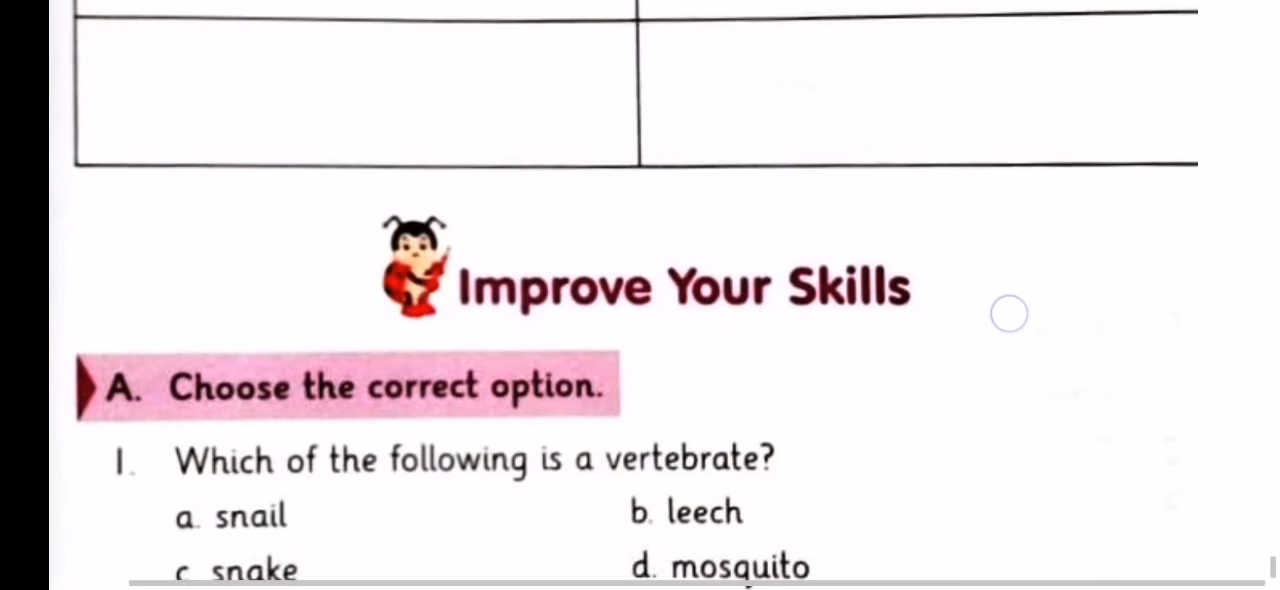 Improve Your Skills
A. Choose the correct option.
1. Which of the following is a vertebrate?
a. snail b. leech
c. snake d. mosquito